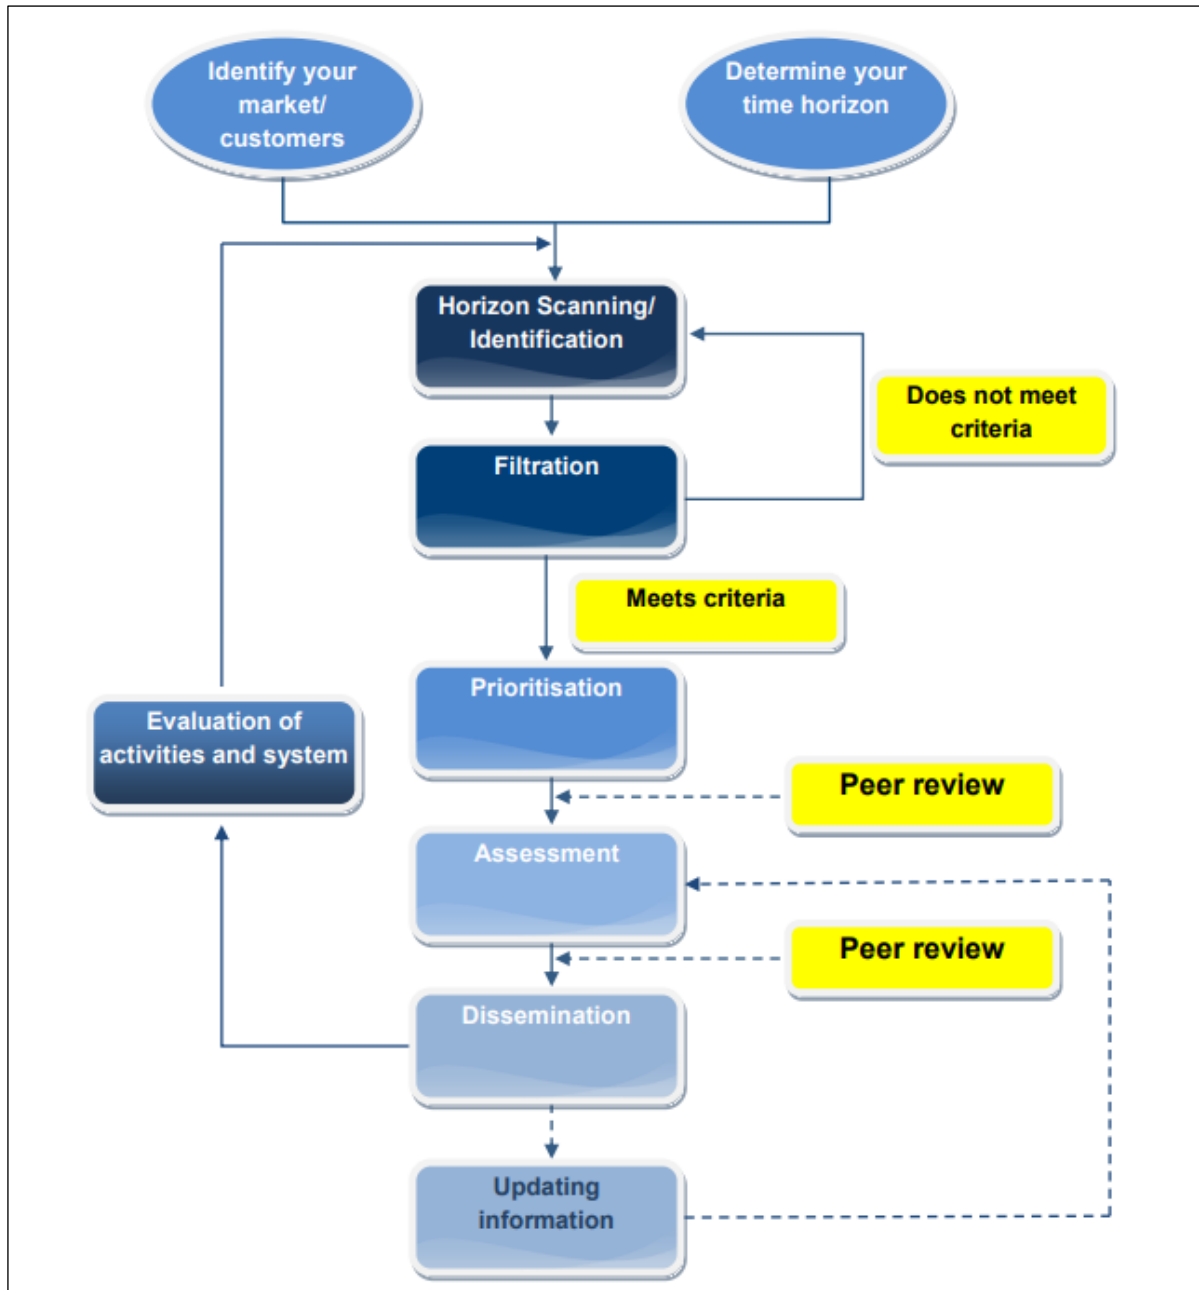 Identify your
market/
customers
Determine your
time horizon
Horizon Scanning/
Identification
Does not meet
criteria
Filtration
Meets criteria
Prioritisation
Evaluation of
activities and system
Peer review
Assessment
Peer review
Dissemination
Updating
information